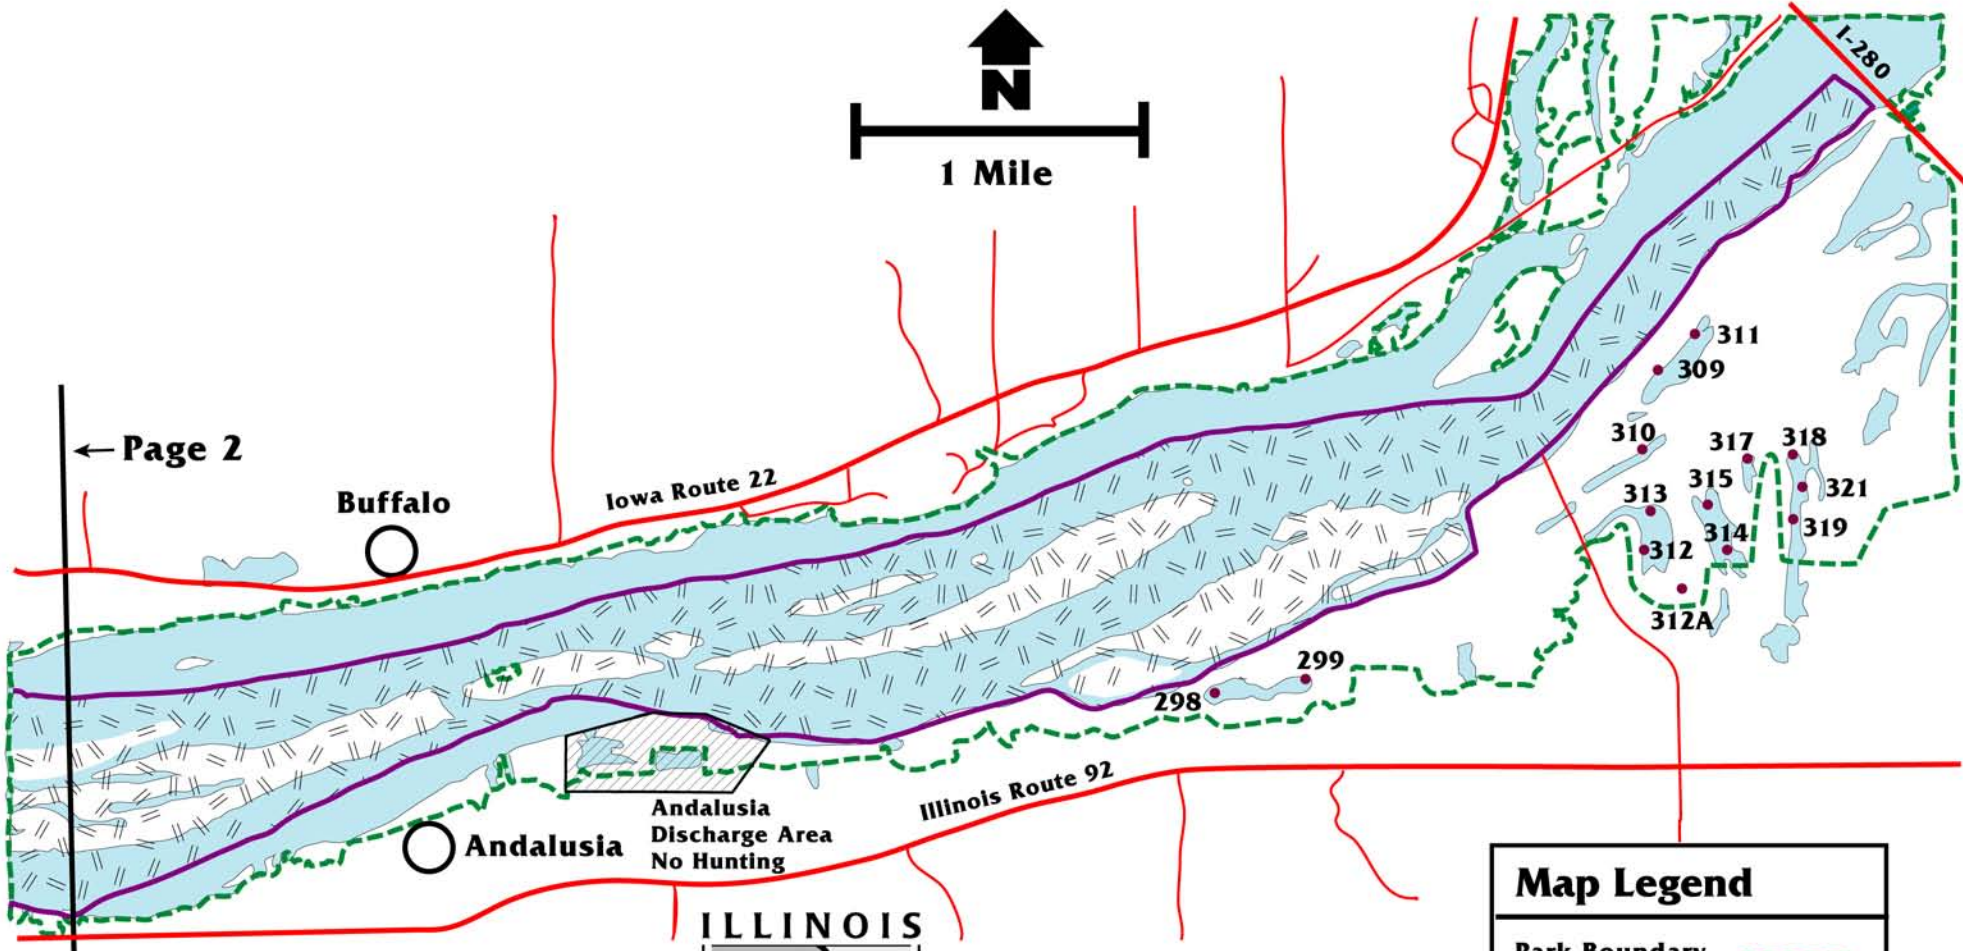 I-280
N
1 Mile
311
309
← Page 2
310
317
318
Buffalo
Iowa Route 22
313
315
321
312
314
319
312A
299
298
Andalusia
Andalusia
Discharge Area
No Hunting
Illinois Route 92
Map Legend
ILLINOIS
Park Boundary